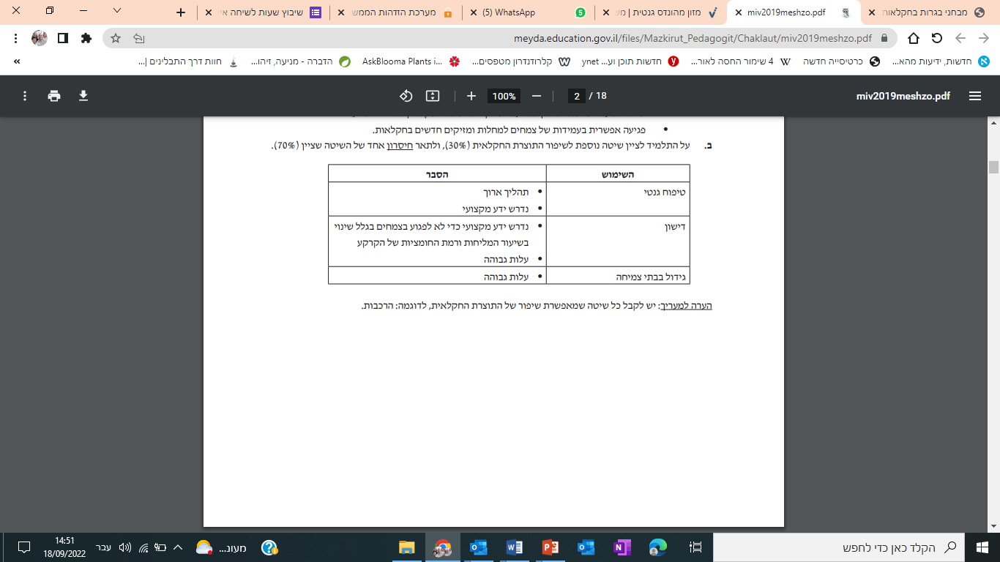 מבחני בגרות בחקלאות
miv2019meshzo.pdf
מזון מהונדס גנטית | מע
(5) WhatsApp
מערכת הזדהות הממש
שיבוץ שעות לשיחה אי
meyda.education.gov.il/files/Mazkirut_Pedagogit/Chaklaut/miv2019meshzo.pdf
חדשות, ידיעות מהא...
כרטיסייה חדשה
4 שימור החסה לאור...
חדשות תוכן וע... ynet
קלרודנדרון מטפסים...
AskBlooma Plants i...
הדברה - מניעה, זיהו...
חוות דרך התבלינים |...
«
miv2019meshzo.pdf
2 / 18
100%
• פגיעה אפשרית בעמידות של צמחים למחלות ומזיקים חדשים בחקלאות.
ב. על התלמיד לציין שיטה נוספת לשיפור התוצרת החקלאית (30%), ולתאר חיסרון אחד של השיטה שציין (70%).
השימוש הסבר
טיפוח גנטי • תהליך ארוך
• נדרש ידע מקצועי
דישון • נדרש ידע מקצועי כדי לא לפגוע בצמחים בגלל שינוי
בשיעור המליחות ורמת החומציות של הקרקע
• עלות גבוהה
גידול בבתי צמיחה • עלות גבוהה
הערה למעריך: יש לקבל כל שיטה שמאפשרת שיפור של התוצרת החקלאית, לדוגמה: הרכבות.
הקלד כאן כדי לחפש
מעונ...
עבר
14:51
18/09/2022